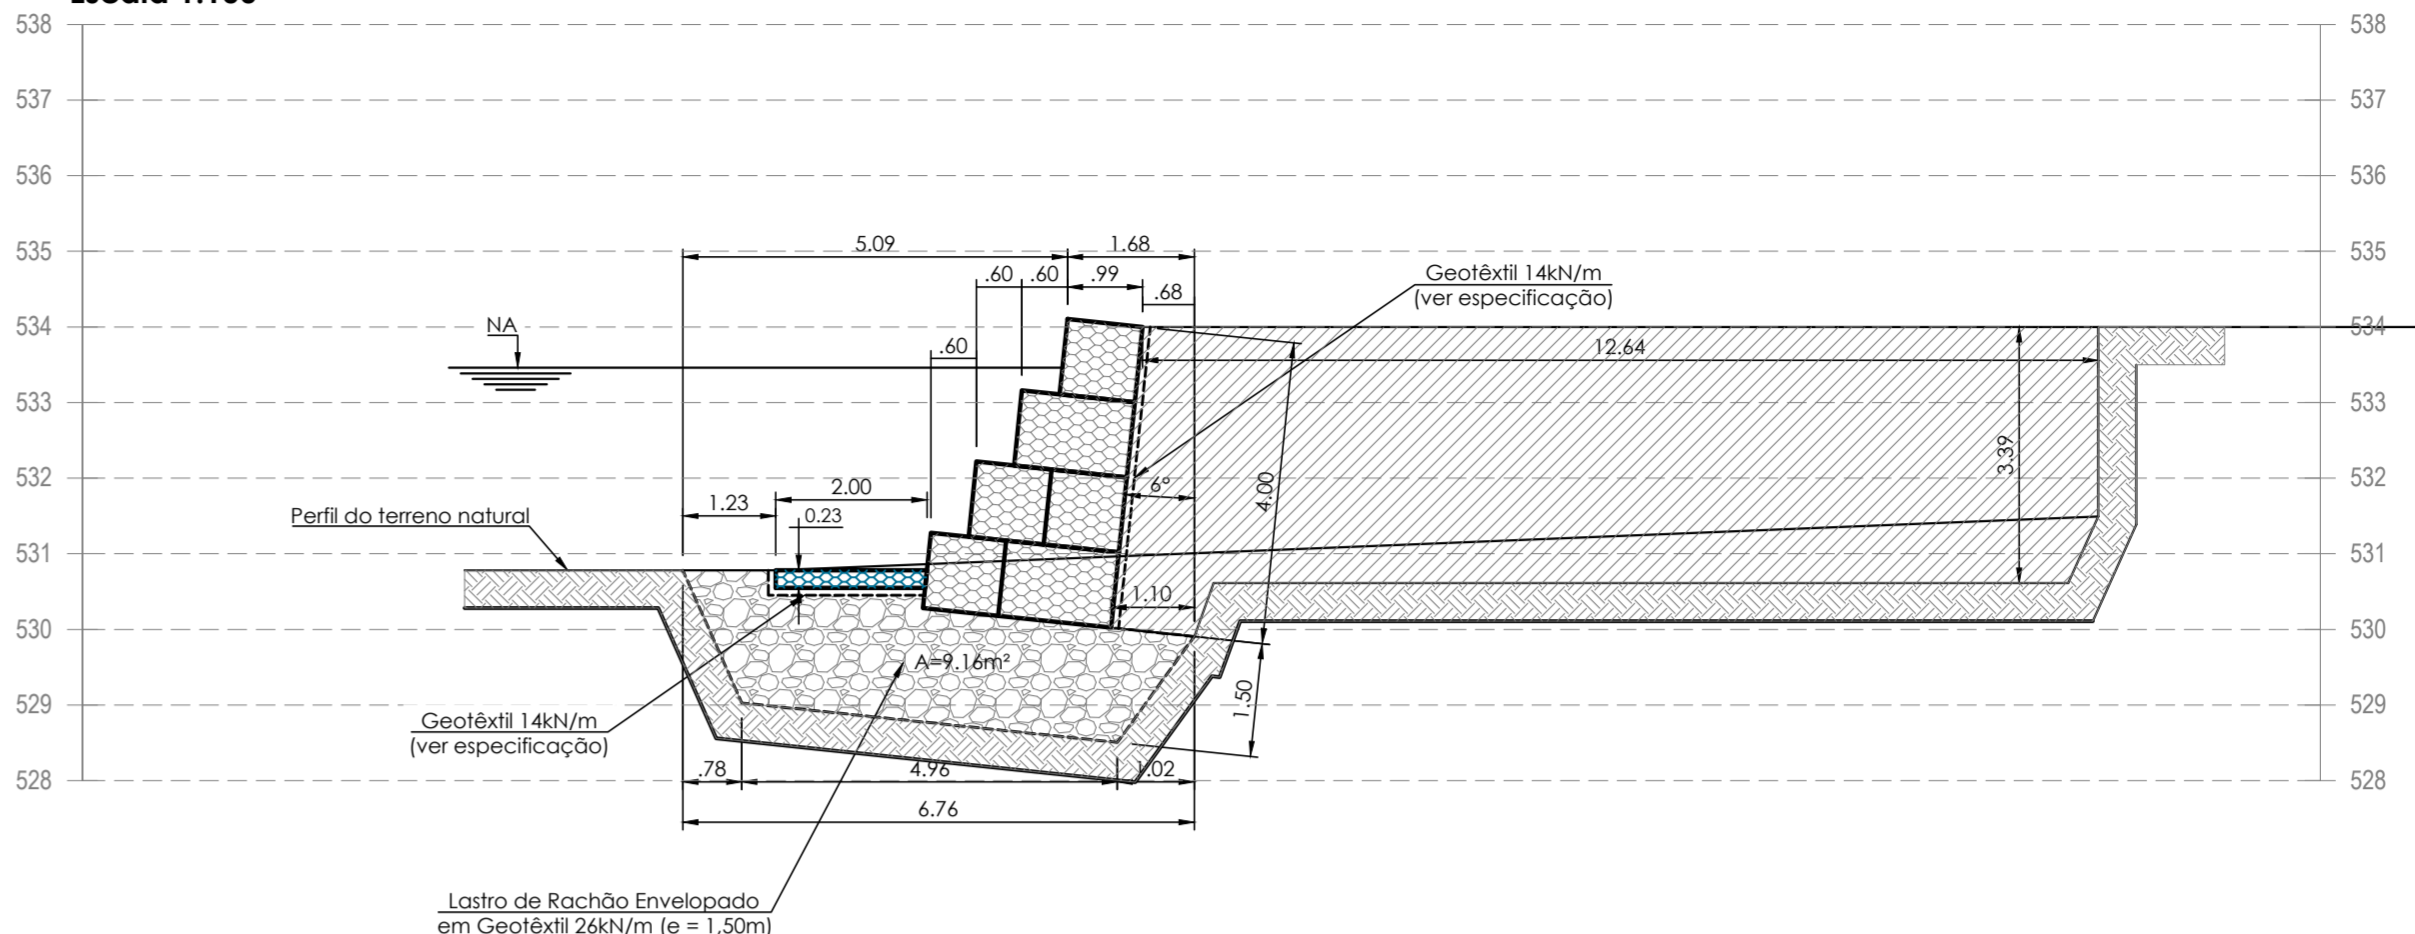 Escala 1:100
538 538
537 537
536 536
535 5.09 1.68 535
.60 .60 .99 .68
Geotêxtil 14kN/m
(ver especificação)
534 NA 534
.60 12.64
533 533
532 2.00 6° 4.00 3.39 532
Perfil do terreno natural 1.23 0.23
531 531
1.10
530 530
A=9.16m²
529 1.50 529
Geotêxtil 14kN/m
(ver especificação)
528 .78 4.96 1.02 528
6.76
Lastro de Rachão Envelopado
em Geotêxtil 26kN/m (e = 1,50m)